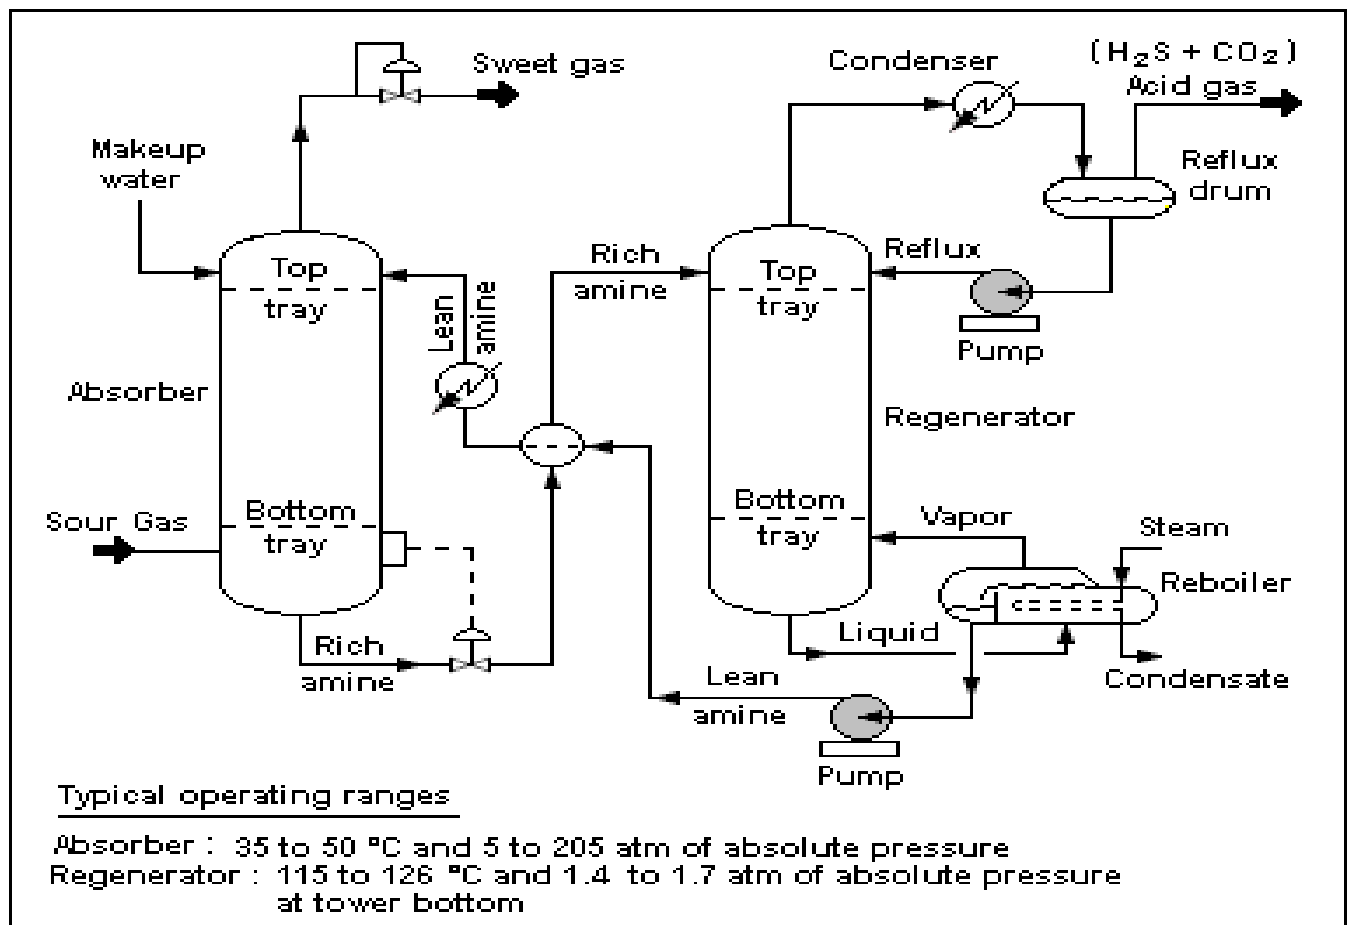 Sweet gas
Condenser
(H₂S + CO₂)
Acid gas
Makeup
water
Reflux
drum
Top
tray
Lean
amine
Rich
amine
Top
tray
Reflux
Pump
Absorber
Regenerator
Sour Gas
Bottom
tray
Bottom
tray
Vapor
Steam
Reboiler
Rich
amine
Liquid
Condensate
Lean
amine
Pump
Typical operating ranges
Absorber : 35 to 50 °C and 5 to 205 atm of absolute pressure
Regenerator : 115 to 126 °C and 1.4 to 1.7 atm of absolute pressure
at tower bottom